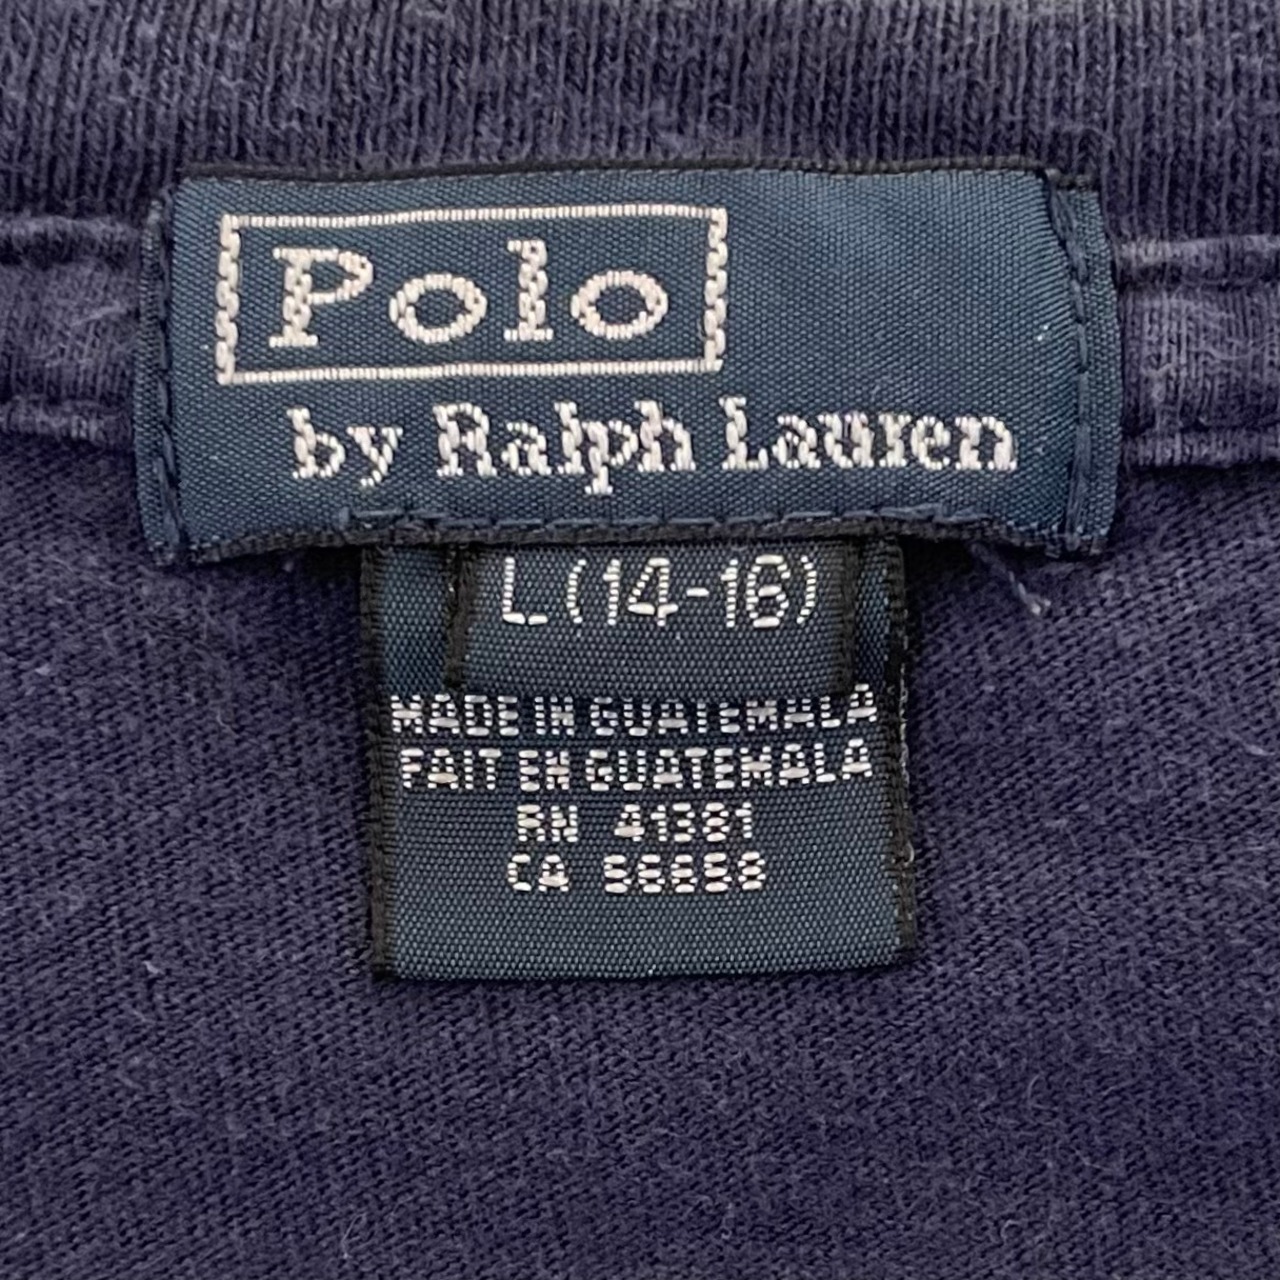 Polo
by Ralph Lauren
L (14-16)
MADE IN GUATEMALA
FAIT EN GUATEMALA
RN 41381
CA 56658